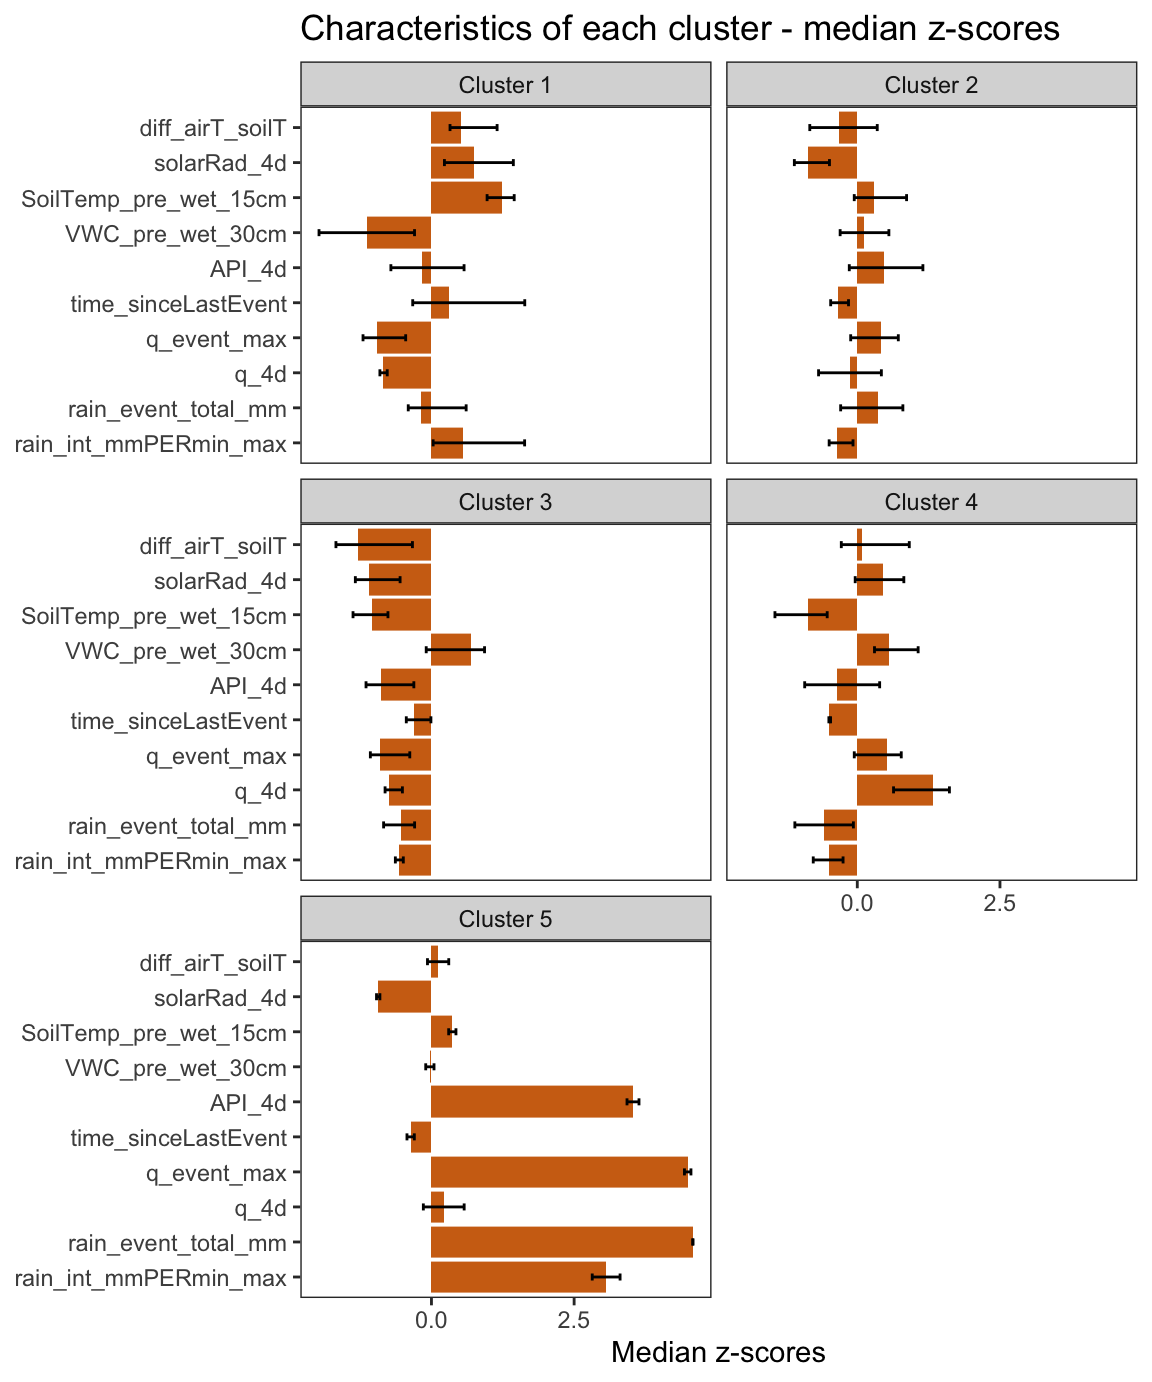 Characteristics of each cluster - median z-scores
Cluster 1
Cluster 2
diff_airT_soilT
solarRad_4d
SoilTemp_pre_wet_15cm
VWC_pre_wet_30cm
API_4d
time_sinceLastEvent
q_event_max
q_4d
rain_event_total_mm
rain_int_mmPERmin_max
Cluster 3
Cluster 4
diff_airT_soilT
solarRad_4d
SoilTemp_pre_wet_15cm
VWC_pre_wet_30cm
API_4d
time_sinceLastEvent
q_event_max
q_4d
rain_event_total_mm
rain_int_mmPERmin_max
0.0 2.5
Cluster 5
diff_airT_soilT
solarRad_4d
SoilTemp_pre_wet_15cm
VWC_pre_wet_30cm
API_4d
time_sinceLastEvent
q_event_max
q_4d
rain_event_total_mm
rain_int_mmPERmin_max
0.0 2.5
Median z-scores